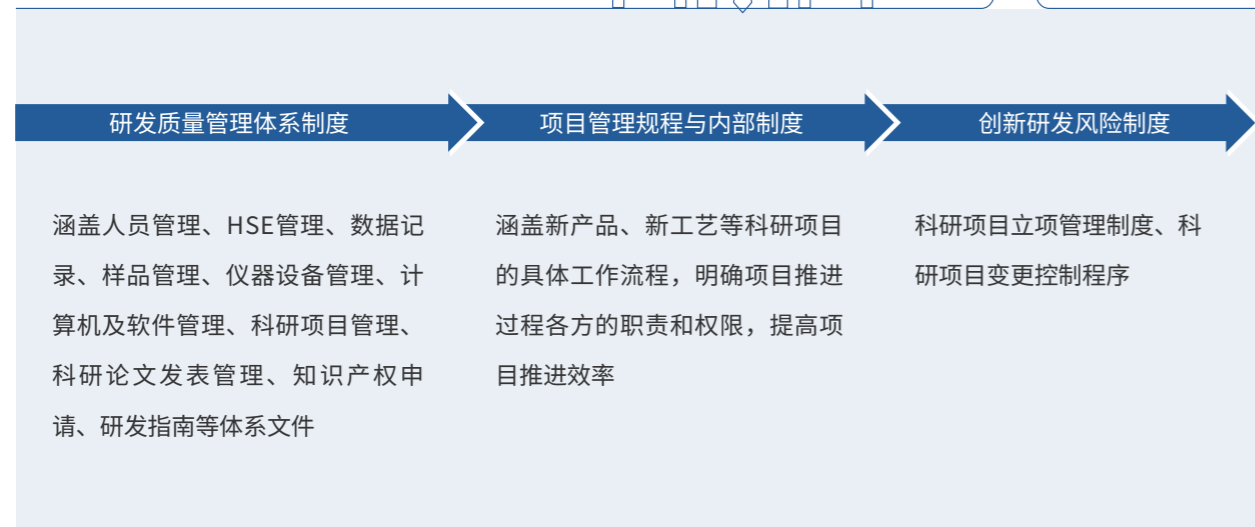 研发质量管理体系制度
涵盖人员管理、HSE管理、数据记
录、样品管理、仪器设备管理、计
算机及软件管理、科研项目管理、
科研论文发表管理、知识产权申
请、研发指南等体系文件
项目管理规程与内部制度
涵盖新产品、新工艺等科研项目
的具体工作流程，明确项目推进
过程各方的职责和权限，提高项
目推进效率
创新研发风险制度
科研项目立项管理制度、科
研项目变更控制程序